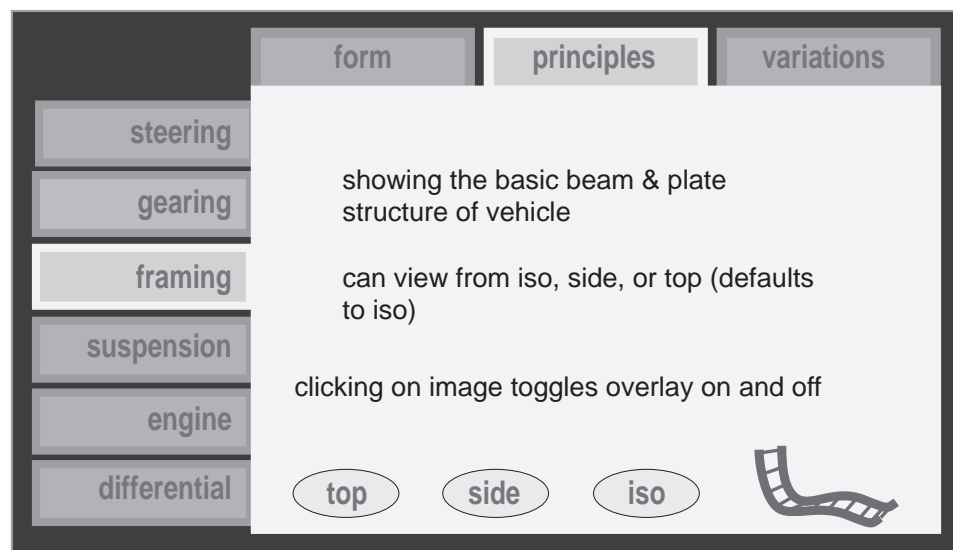 form
principles
variations
steering
gearing
framing
suspension
engine
differential
showing the basic beam & plate
structure of vehicle
can view from iso, side, or top (defaults
to iso)
clicking on image toggles overlay on and off
top
side
iso